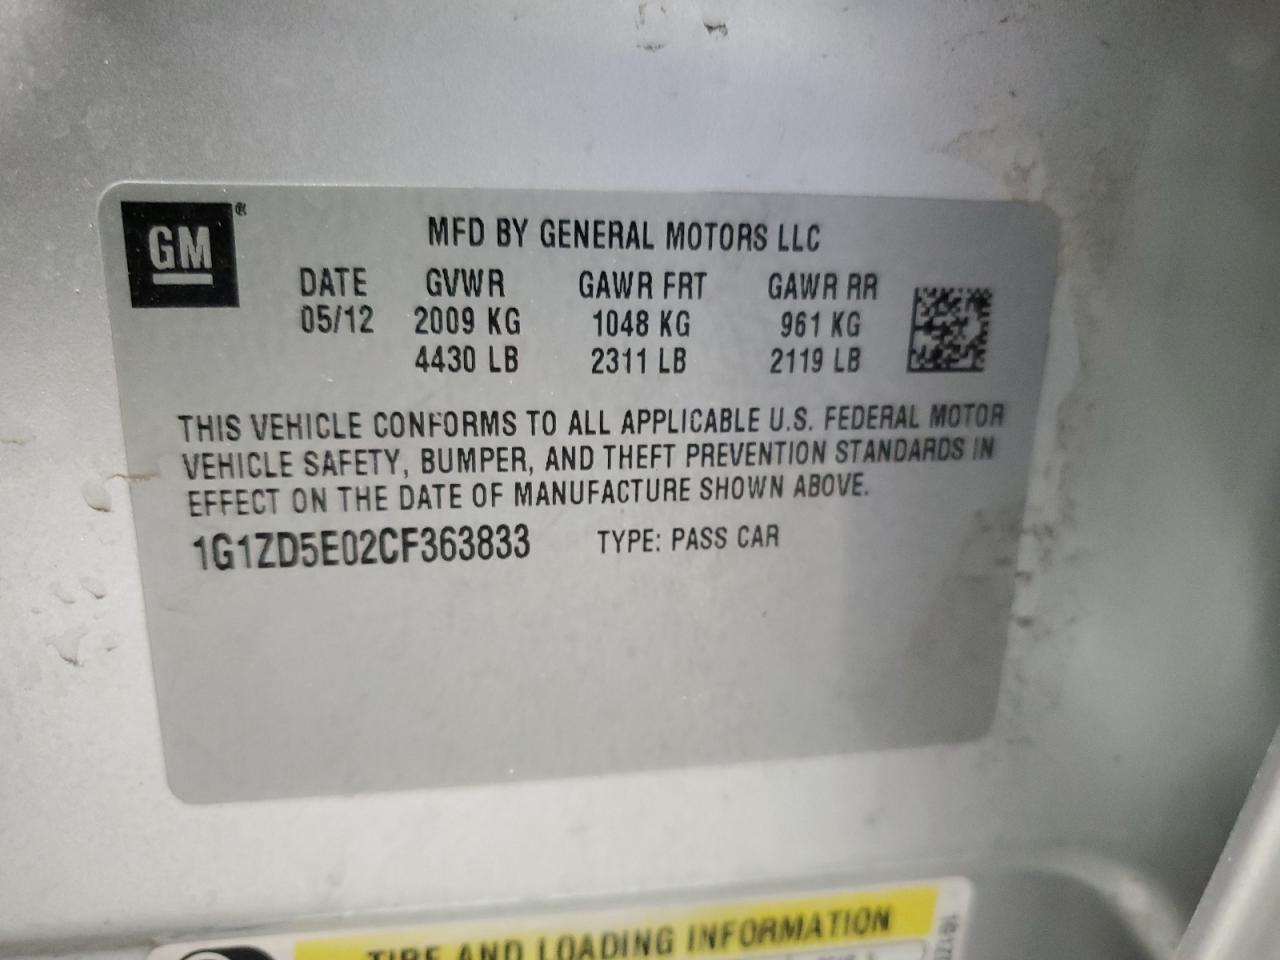 GM®
MFD BY GENERAL MOTORS LLC
DATE GVWR GAWR FRT GAWR RR
05/12 2009 KG 1048 KG 961 KG
4430 LB 2311 LB 2119 LB
THIS VEHICLE CONFORMS TO ALL APPLICABLE U.S. FEDERAL MOTOR
VEHICLE SAFETY, BUMPER, AND THEFT PREVENTION STANDARDS IN
EFFECT ON THE DATE OF MANUFACTURE SHOWN ABOVE.
1G1ZD5E02CF363833 TYPE: PASS CAR
TIRE AND LOADING INFORMATION